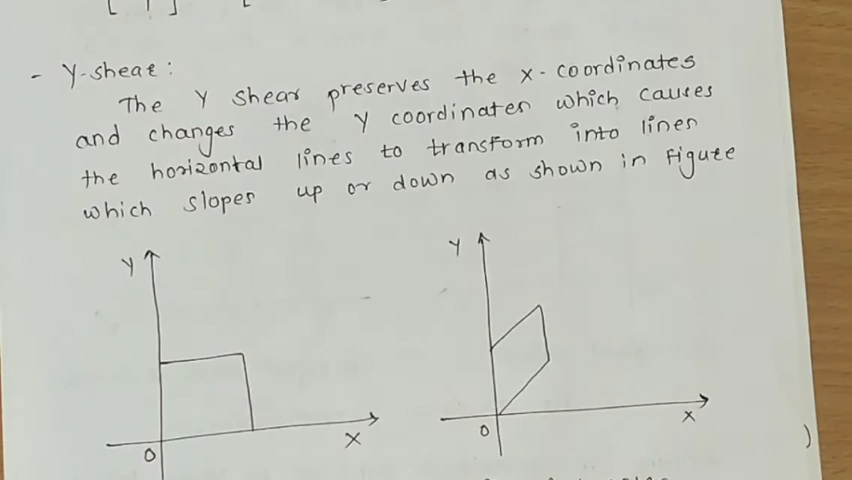 - Y-shear:
The Y shear preserves the x-coordinates
and changes the Y coordinates which causes
the horizontal lines to transform into lines
which slopes up or down as shown in figure
Y
X
O
Y
X
O
)